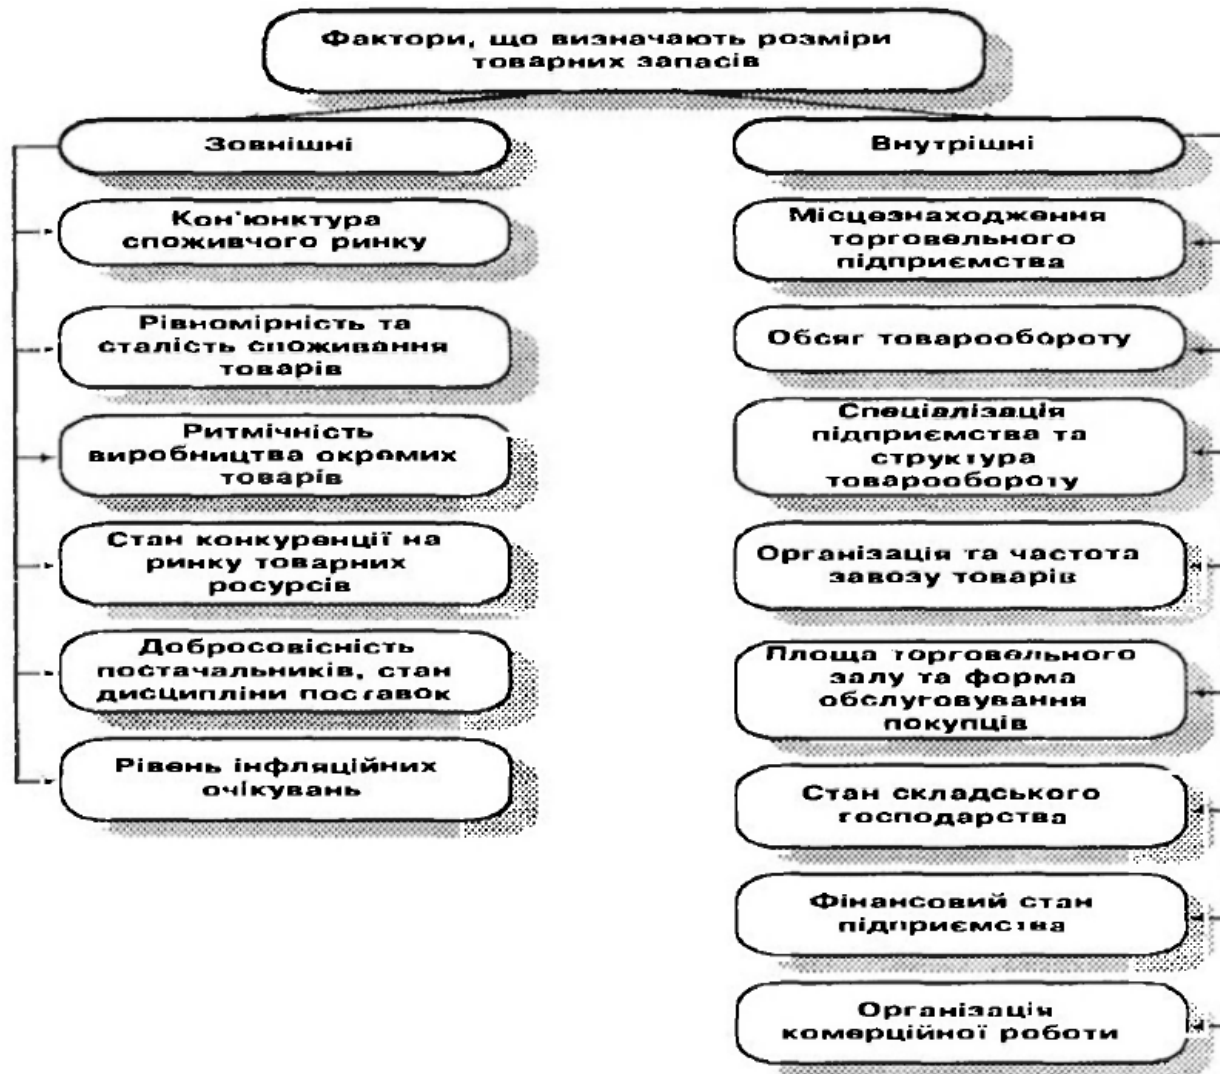 Фактори, що визначають розміри
товарних запасів
Зовнішні
Кон'юнктура
споживчого ринку
Рівномірність та
сталість споживання
товарів
Ритмічність
виробництва окремих
товарів
Стан конкуренції на
ринку товарних
росурсів
Добросовісність
постачальників, стан
дисципліни поставок
Рівень інфляційних
очікувань
Внутрішні
Місцезнаходження
торговельного
підприємства
Обсяг товарообороту
Спеціалізація
підприємства та
структура
товарообороту
Організація та частота
завозу товарів
Площа торговельного
залу та форма
обслуговування
покупців
Стан складського
господарства
Фінансовий стан
підприємства
Організація
комерційної роботи